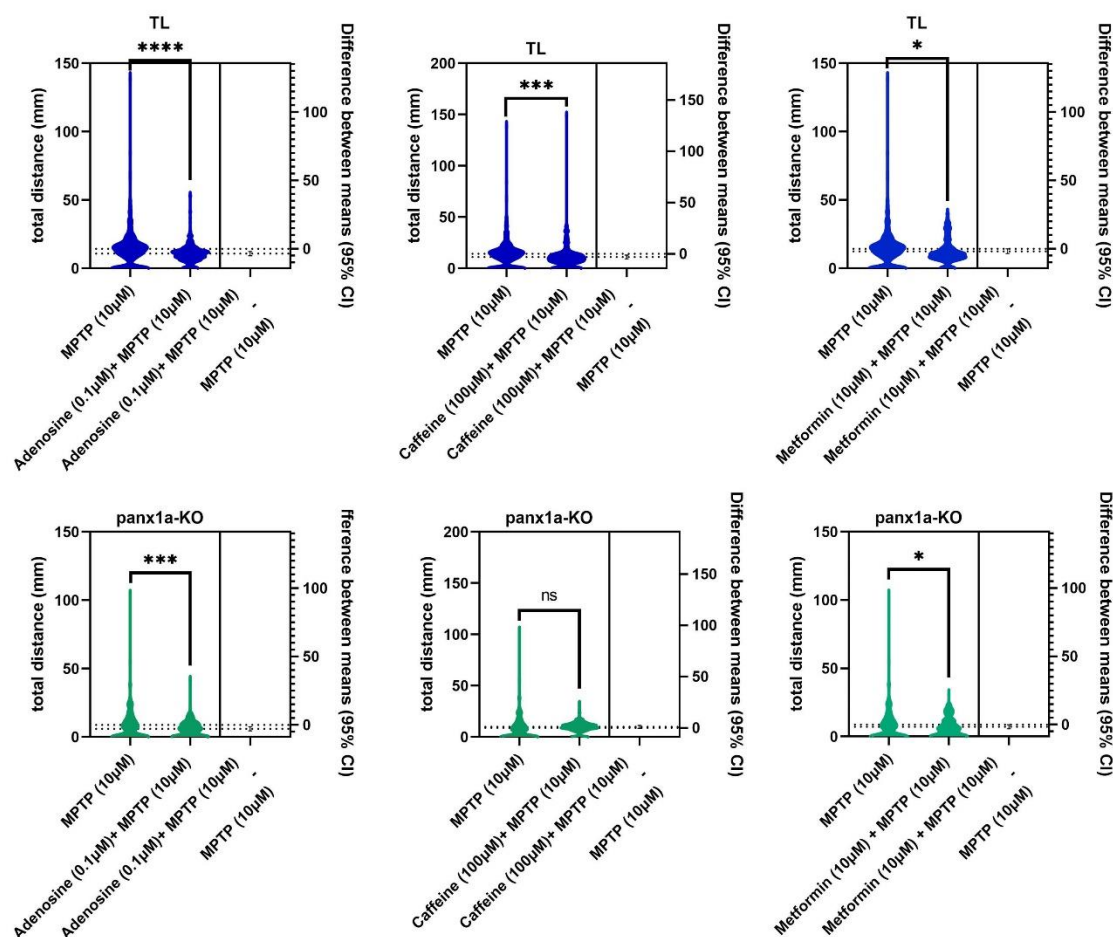 TL
total distance (mm)
150
100
50
0
****
Difference between means (95% CI)
100
50
0
MPTP (10µM)
Adenosine (0.1µM)+ MPTP (10µM)
Adenosine (0.1µM)+ MPTP (10µM)
-
MPTP (10µM)
TL
total distance (mm)
200
150
100
50
0
***
Difference between means (95% CI)
150
100
50
0
MPTP (10µM)
Caffeine (100µM)+ MPTP (10µM)
Caffeine (100µM)+ MPTP (10µM)
-
MPTP (10µM)
TL
total distance (mm)
150
100
50
0
*
Difference between means (95% CI)
100
50
0
MPTP (10µM)
Metformin (10µM) + MPTP (10µM)
Metformin (10µM) + MPTP (10µM)
-
MPTP (10µM)
panx1a-KO
total distance (mm)
150
100
50
0
***
fference between means (95% CI)
100
50
0
MPTP (10µM)
Adenosine (0.1µM)+ MPTP (10µM)
Adenosine (0.1µM)+ MPTP (10µM)
-
MPTP (10µM)
panx1a-KO
total distance (mm)
200
150
100
50
0
ns
Difference between means (95% CI)
150
100
50
0
MPTP (10µM)
Caffeine (100µM)+ MPTP (10µM)
Caffeine (100µM)+ MPTP (10µM)
-
MPTP (10µM)
panx1a-KO
total distance (mm)
150
100
50
0
*
Difference between means (95% CI)
100
50
0
MPTP (10µM)
Metformin (10µM) + MPTP (10µM)
Metformin (10µM) + MPTP (10µM)
-
MPTP (10µM)